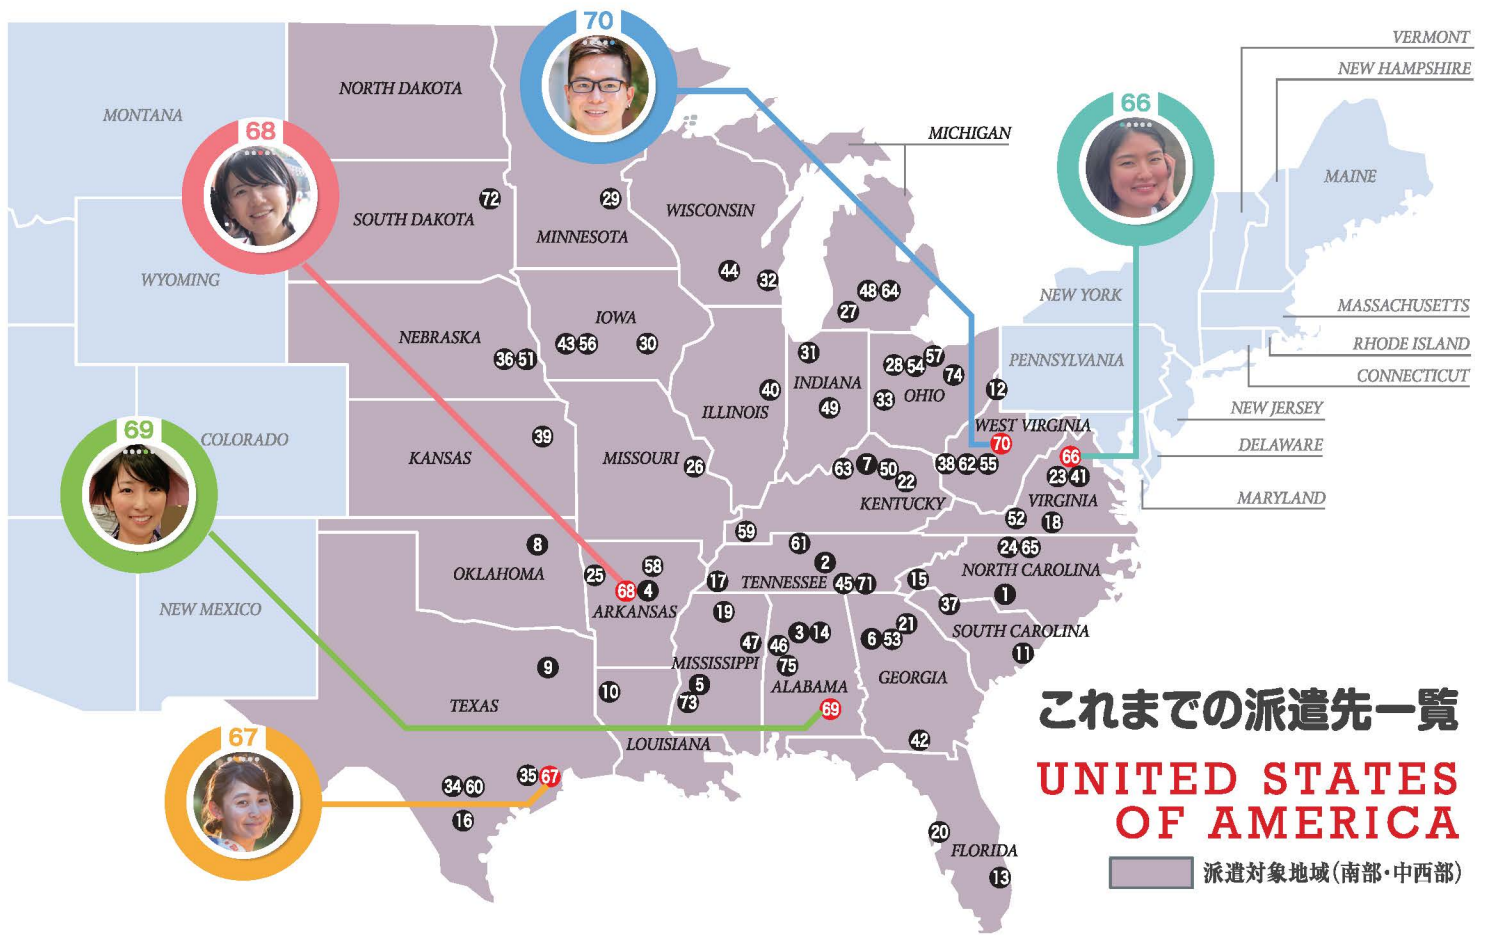 70
VERMONT
NEW HAMPSHIRE
66
MONTANA
NORTH DAKOTA
68
MICHIGAN
MAINE
72
29
SOUTH DAKOTA
WISCONSIN
MINNESOTA
WYOMING
44
32
48 64
27
NEW YORK
MASSACHUSETTS
IOWA
NEBRASKA
43 56
30
36 51
31
28 54 57
74
PENNSYLVANIA
RHODE ISLAND
CONNECTICUT
INDIANA
40
12
33
OHIO
49
ILLINOIS
NEW JERSEY
WEST VIRGINIA
69
COLORADO
39
70
DELAWARE
KANSAS
MISSOURI
26
63
7
50
22
38 62 55
66
23 41
KENTUCKY
VIRGINIA
MARYLAND
52
18
59
8
61
24 65
OKLAHOMA
25
58
2
NORTH CAROLINA
17
TENNESSEE
45 71
15
68 4
ARKANSAS
1
NEW MEXICO
19
37
21
SOUTH CAROLINA
3 14
6 53
47
46
11
9
MISSISSIPPI
75
GEORGIA
10
5
ALABAMA
73
69
TEXAS
これまでの派遣先一覧
67
LOUISIANA
42
UNITED STATES
OF AMERICA
34 60
35 67
16
20
FLORIDA
13
派遣対象地域(南部・中西部)